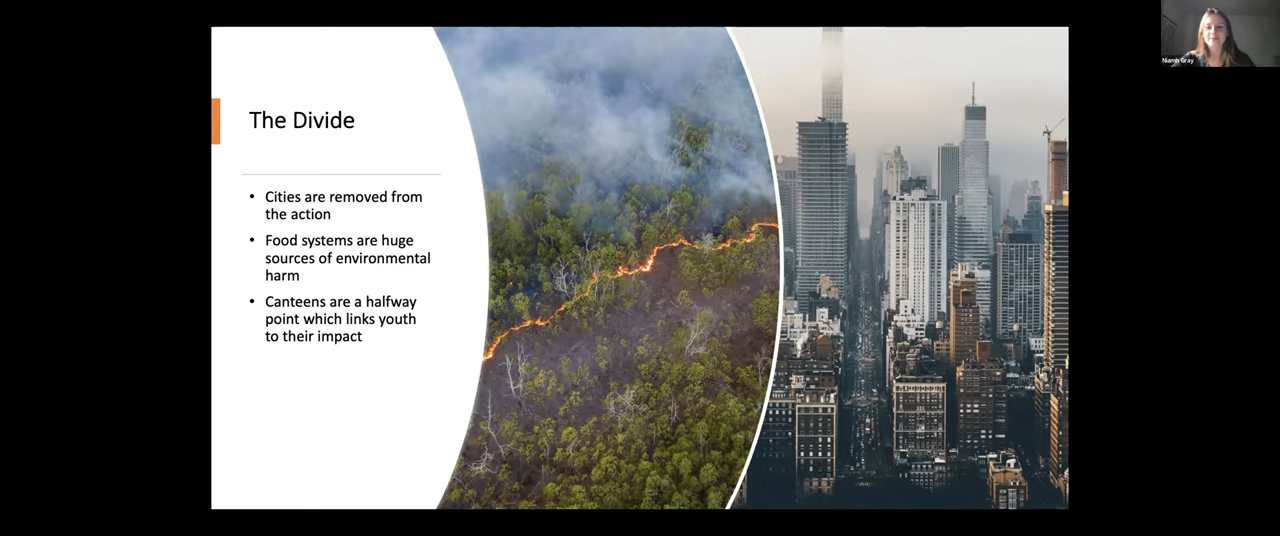 The Divide
• Cities are removed from
the action
• Food systems are huge
sources of environmental
harm
• Canteens are a halfway
point which links youth
to their impact
Niamh Gray